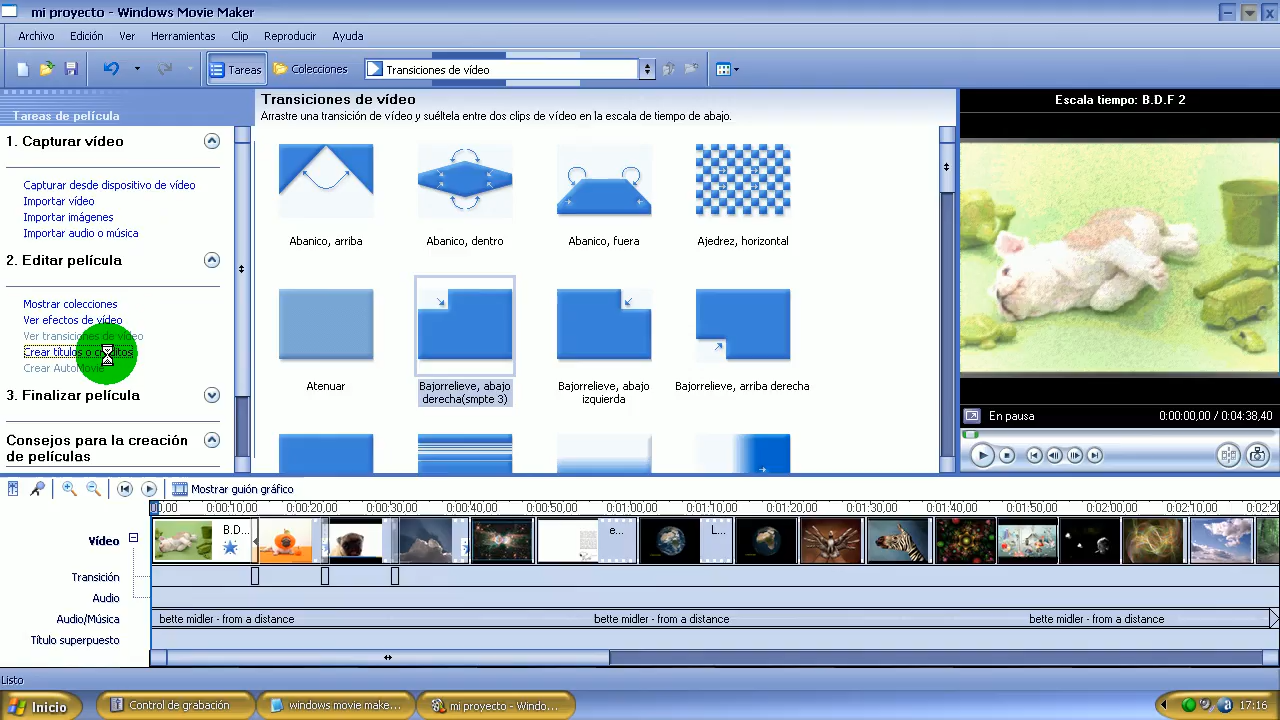 mi proyecto - Windows Movie Maker
Archivo Edición Ver Herramientas Clip Reproducir Ayuda
Tareas Colecciones Transiciones de vídeo
Tareas de película
1. Capturar vídeo
Capturar desde dispositivo de vídeo
Importar vídeo
Importar imágenes
Importar audio o música
2. Editar película
Mostrar colecciones
Ver efectos de vídeo
Ver transiciones de vídeo
Crear títulos o créditos
Crear AutoMovie
3. Finalizar película
Consejos para la creación
de películas
Transiciones de vídeo
Arrastre una transición de vídeo y suéltela entre dos clips de vídeo en la escala de tiempo de abajo.
Abanico, arriba
Abanico, dentro
Abanico, fuera
Ajedrez, horizontal
Atenuar
Bajorrelieve, abajo
derecha(smpte 3)
Bajorrelieve, abajo
izquierda
Bajorrelieve, arriba derecha
Escala tiempo: B.D.F 2
En pausa 0:00:00,00 / 0:04:38,40
Mostrar guión gráfico
00,00 0:00:10,00 0:00:20,00 0:00:30,00 0:00:40,00 0:00:50,00 0:01:00,00 0:01:10,00 0:01:20,00 0:01:30,00 0:01:40,00 0:01:50,00 0:02:00,00 0:02:10,00 0:02:20
Vídeo
B.D...
e...
L...
Transición
Audio
Audio/Música
bette midler - from a distance
bette midler - from a distance
bette midler - from a distance
Título superpuesto
Listo
Inicio
Control de grabación
windows movie make...
mi proyecto - Windo...
17:16